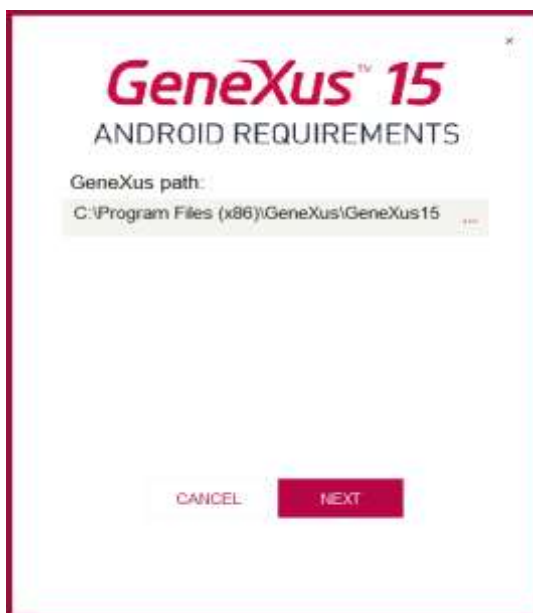 ×
GeneXus™ 15
ANDROID REQUIREMENTS
GeneXus path:
C:\Program Files (x86)\GeneXus\GeneXus15 ...
CANCEL NEXT